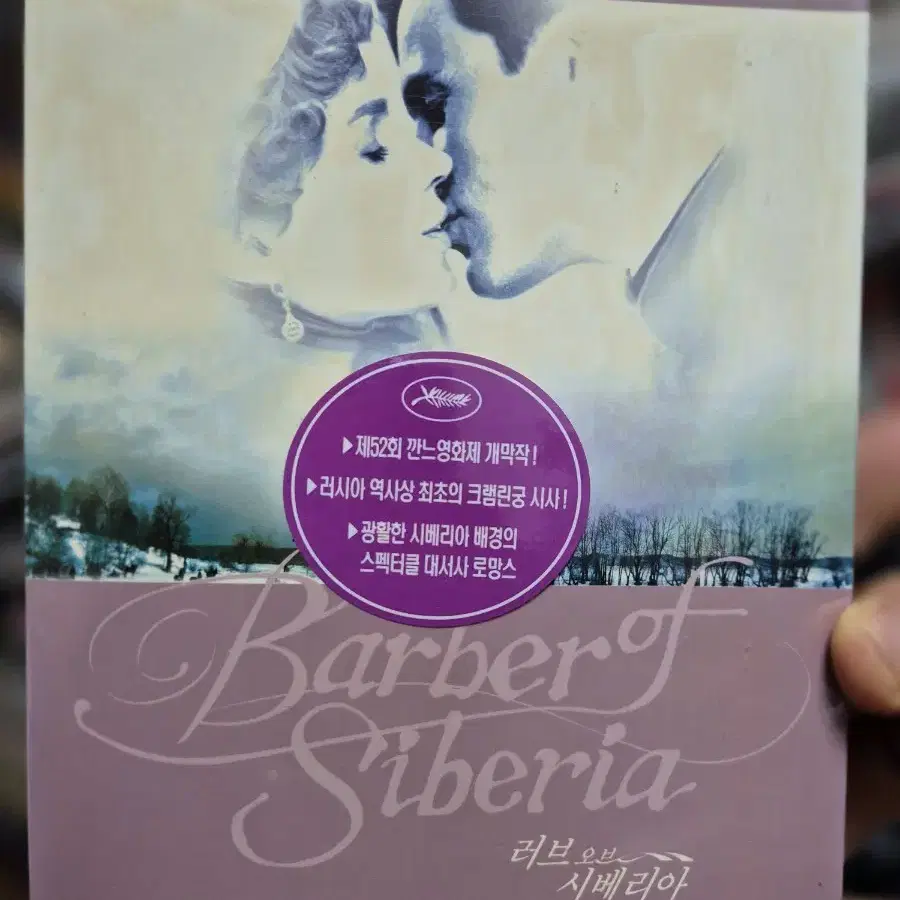 ▶제52회 깐느영화제 개막작!
▶러시아 역사상 최초의 크램린궁 시사!
▶광활한 시베리아 배경의
스펙터클 대서사 로망스
Barber of
Siberia
러브 오브
시베리아